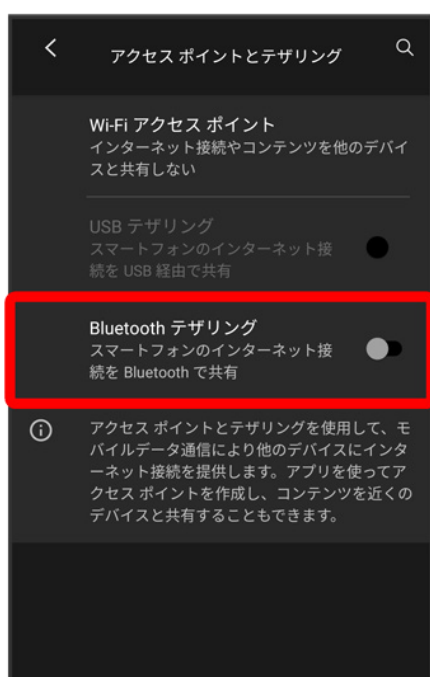 アクセス ポイントとテザリング
Wi-Fi アクセス ポイント
インターネット接続やコンテンツを他のデバイ
スと共有しない
USB テザリング
スマートフォンのインターネット接
続を USB 経由で共有
Bluetooth テザリング
スマートフォンのインターネット接
続を Bluetooth で共有
アクセス ポイントとテザリングを使用して、モ
バイルデータ通信により他のデバイスにインタ
ーネット接続を提供します。アプリを使ってア
クセス ポイントを作成し、コンテンツを近くの
デバイスと共有することもできます。